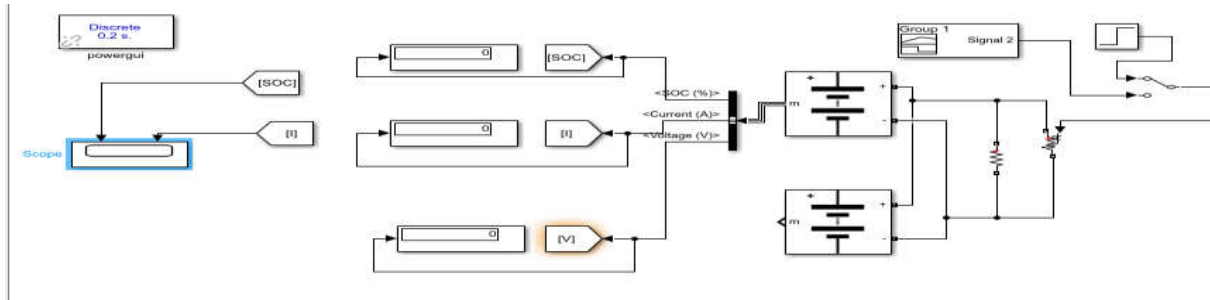 Discrete
0.2 s.
powergui
[SOC]
[I]
Scope
0
[SOC]
0
[I]
0
[V]
<SOC (%)>
<Current (A)>
<Voltage (V)>
m
+
+
-
m
+
+
-
Group 1
Signal 2